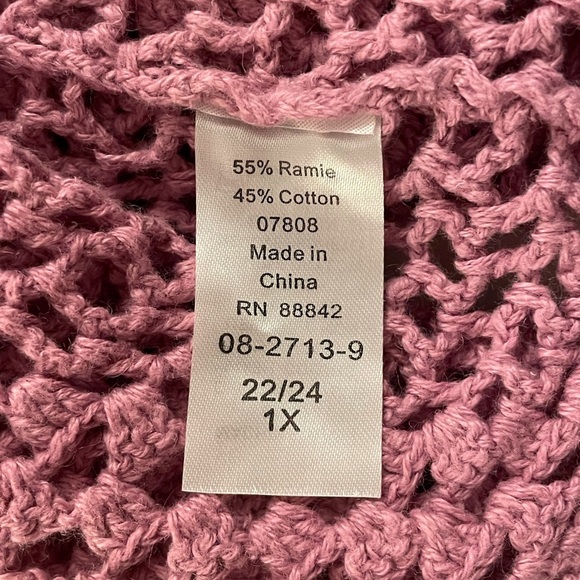 55% Ramie
45% Cotton
07808
Made in
China
RN 88842
08-2713-9
22/24
1X